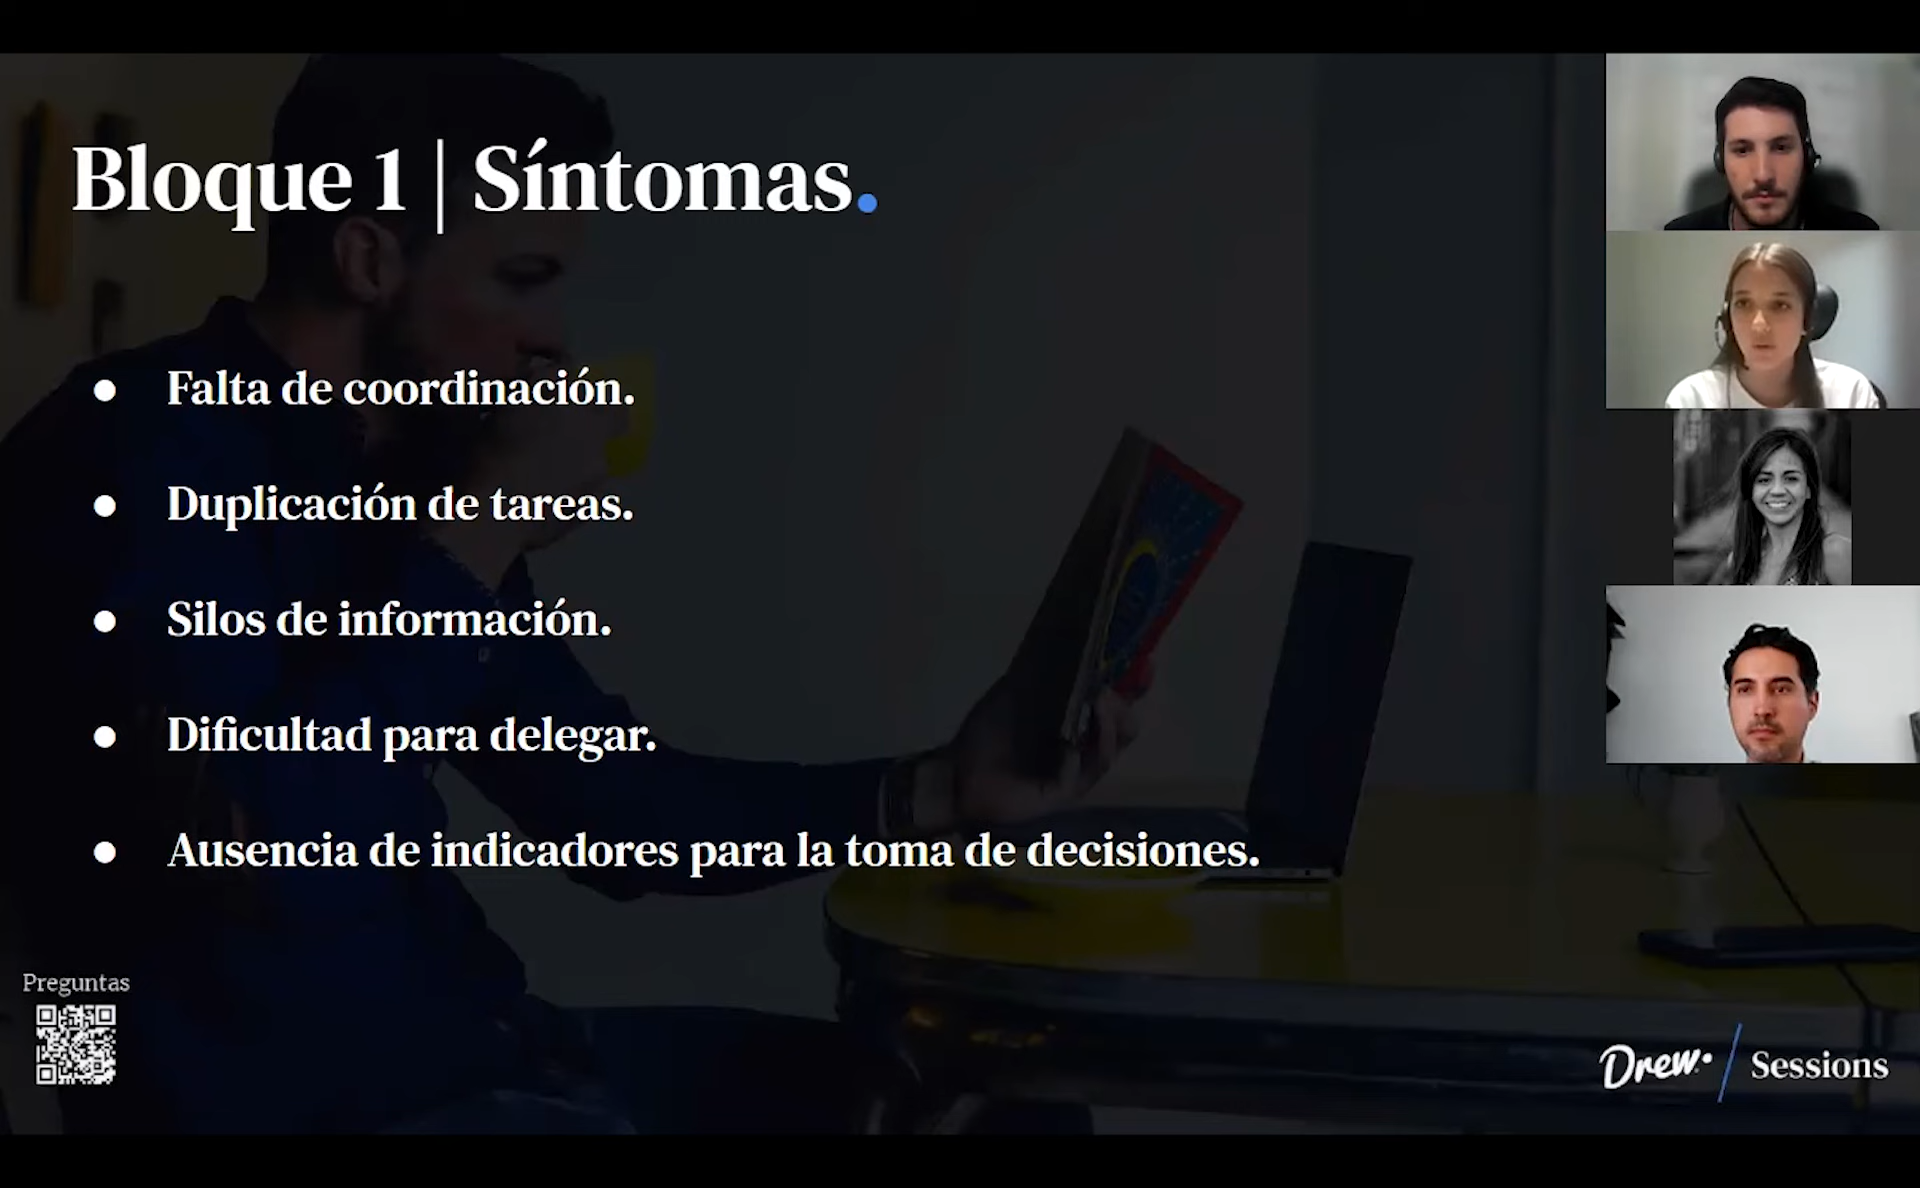 Bloque 1 | Síntomas.
● Falta de coordinación.
● Duplicación de tareas.
● Silos de información.
● Dificultad para delegar.
● Ausencia de indicadores para la toma de decisiones.
Preguntas
Drew. / Sessions